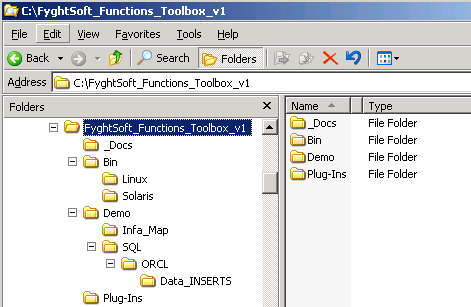 C:\FyghtSoft_Functions_Toolbox_v1
File Edit View Favorites Tools Help
Back Search Folders
Address C:\FyghtSoft_Functions_Toolbox_v1
Folders
FyghtSoft_Functions_Toolbox_v1
_Docs
Bin
Linux
Solaris
Demo
Infa_Map
SQL
ORCL
Data_INSERTS
Plug-Ins
Name Type
_Docs File Folder
Bin File Folder
Demo File Folder
Plug-Ins File Folder